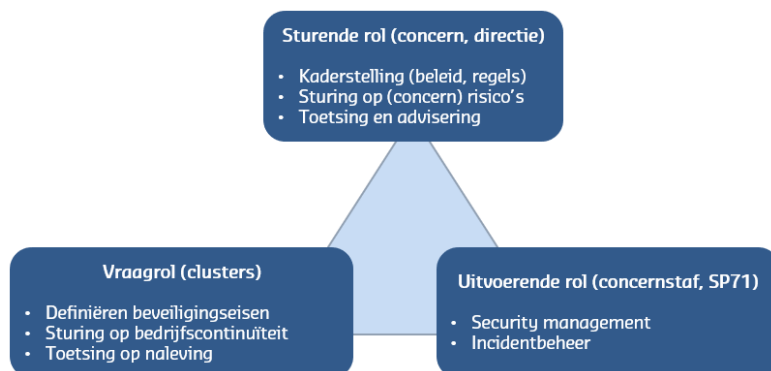 Sturende rol (concern, directie)
• Kaderstelling (beleid, regels)
• Sturing op (concern) risico's
• Toetsing en advisering
Vraagrol (clusters)
• Definiëren beveiligingseisen
• Sturing op bedrijfscontinuïteit
• Toetsing op naleving
Uitvoerende rol (concernstaf, SP71)
• Security management
• Incidentbeheer